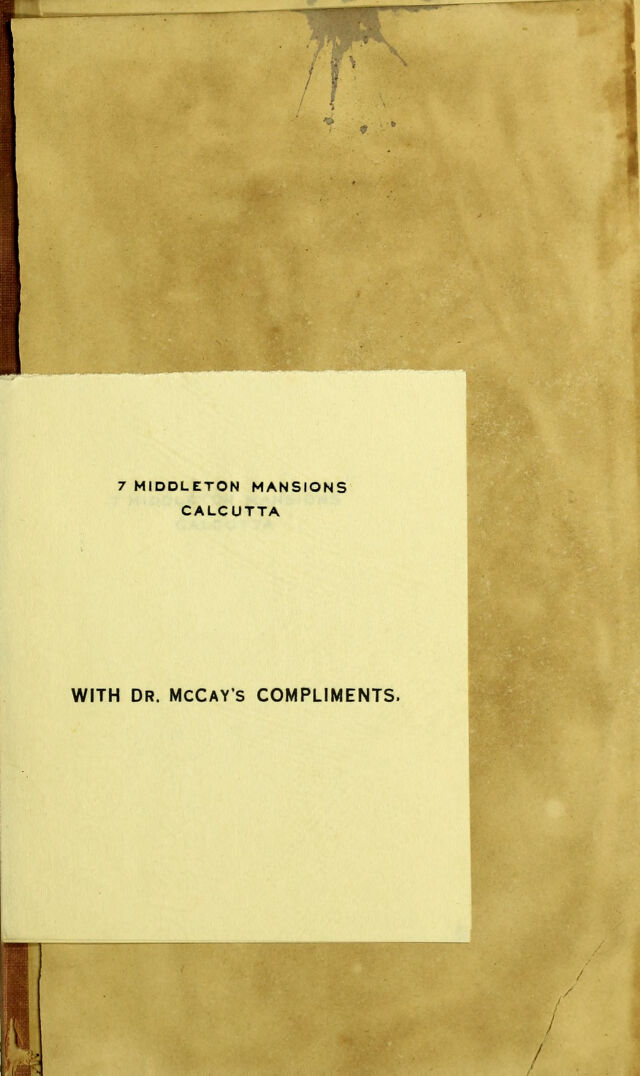 7 MIDDLETON MANSIONS
CALCUTTA
WITH DR. MCCAY'S COMPLIMENTS.